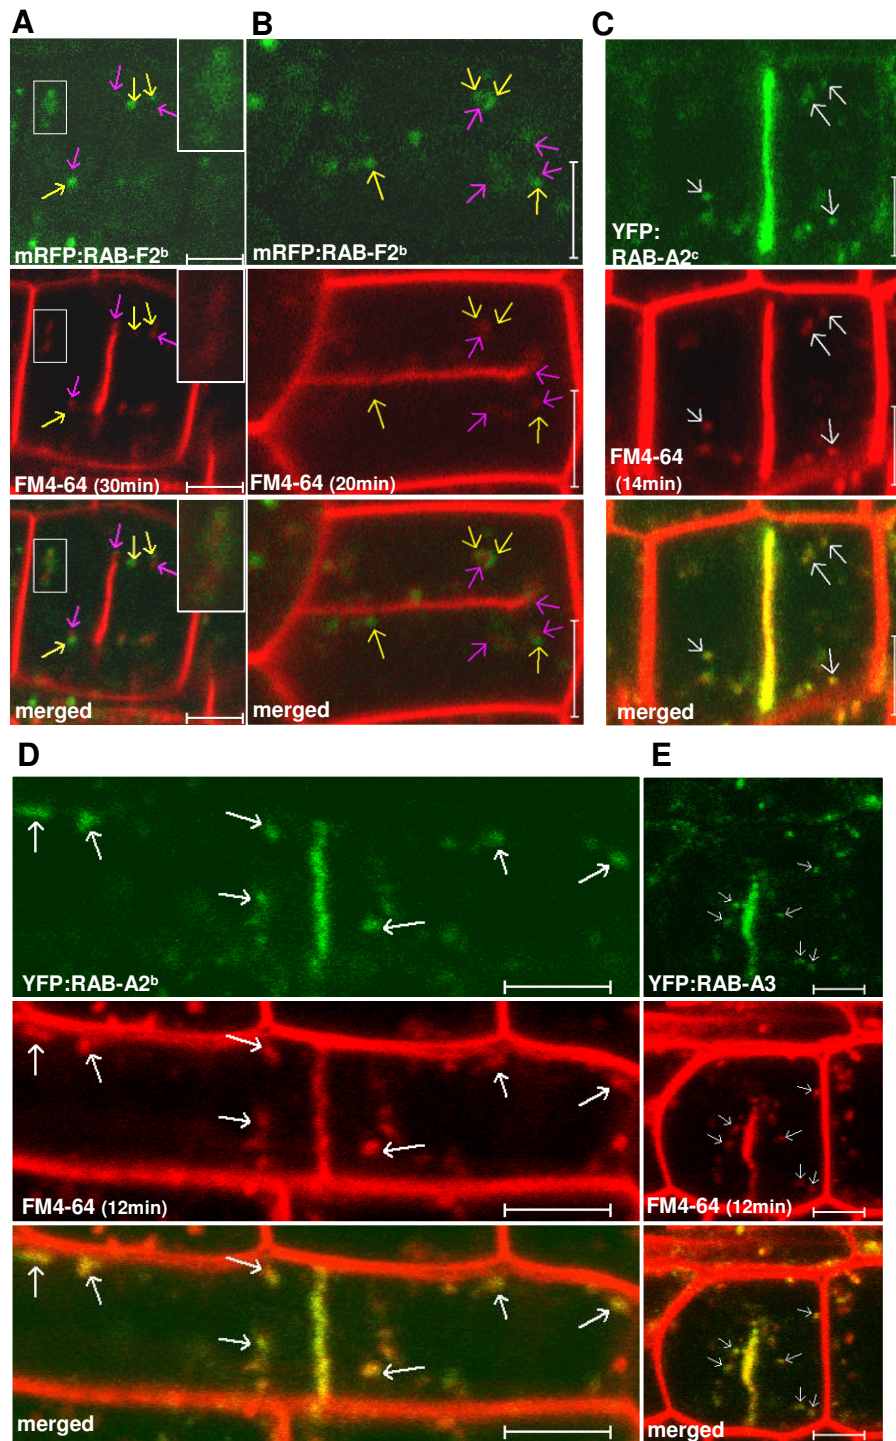 A B C
mRFP:RAB-F2ᵇ
mRFP:RAB-F2ᵇ
YFP:
RAB-A2ᶜ
FM4-64 (30min)
FM4-64 (20min)
FM4-64
(14min)
merged
merged
merged
D E
YFP:RAB-A2ᵇ
YFP:RAB-A3
FM4-64 (12min)
FM4-64 (12min)
merged
merged